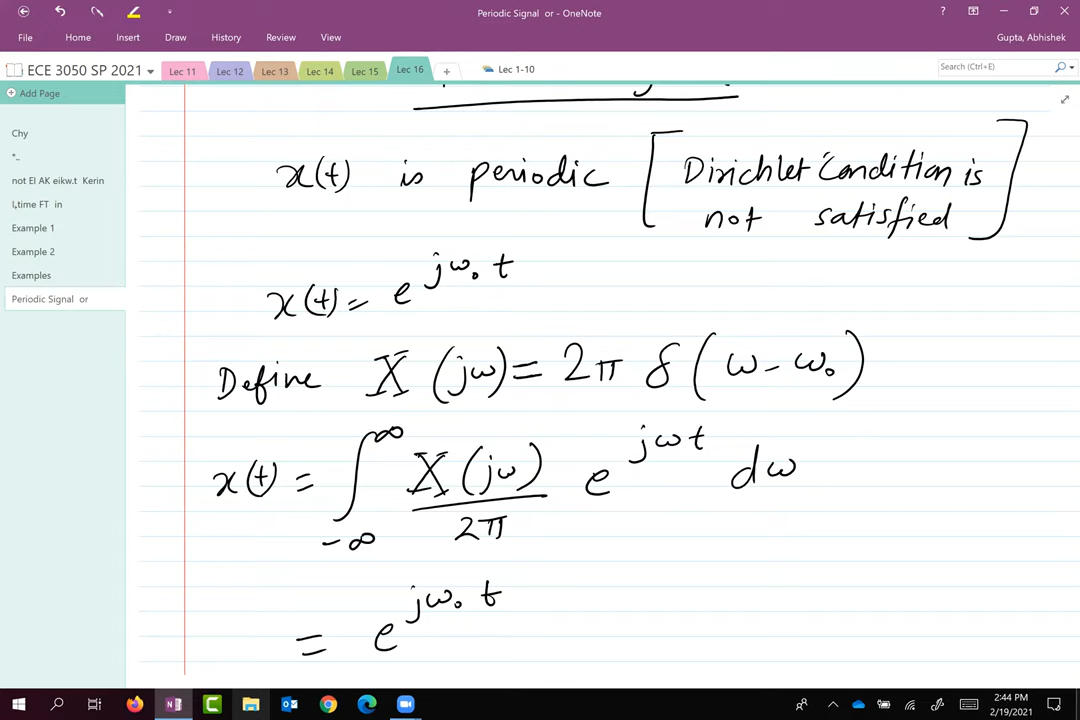 Periodic Signal or - OneNote
?
File Home Insert Draw History Review View
Gupta, Abhishek
ECE 3050 SP 2021
Lec 11 Lec 12 Lec 13 Lec 14 Lec 15 Lec 16 + Lec 1-10
Search (Ctrl+E)
Add Page
Chy
not El AK eikw.t Kerin
I,time FT in
Example 1
Example 2
Examples
Periodic Signal or
x(t) is periodic [Dirichlet Condition is
not satisfied]
x(t) = e^{jω₀t}
Define X(jω) = 2π δ(ω - ω₀)
x(t) = ∫_{-∞}^{∞} X(jω)/2π e^{jωt} dω
= e^{jω₀t}
2:44 PM
2/19/2021